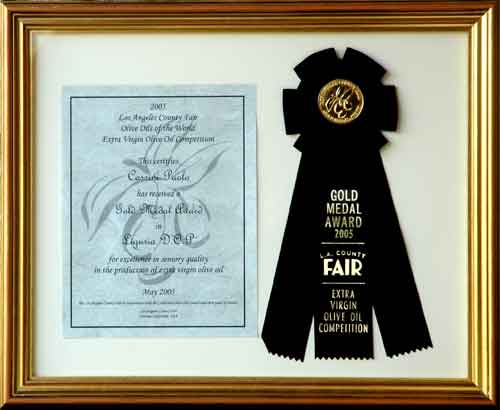 2005
Los Angeles County Fair
Olive Oils of the World
Extra Virgin Olive Oil Competition
This certifies
Cassini Paolo
has received a
Gold Medal Award
in
Liguria D.O.P
for excellence in sensory quality
in the production of extra virgin olive oil
May 2005
GOLD
MEDAL
AWARD
2005
L.A. COUNTY
FAIR
EXTRA
VIRGIN
OLIVE OIL
COMPETITION